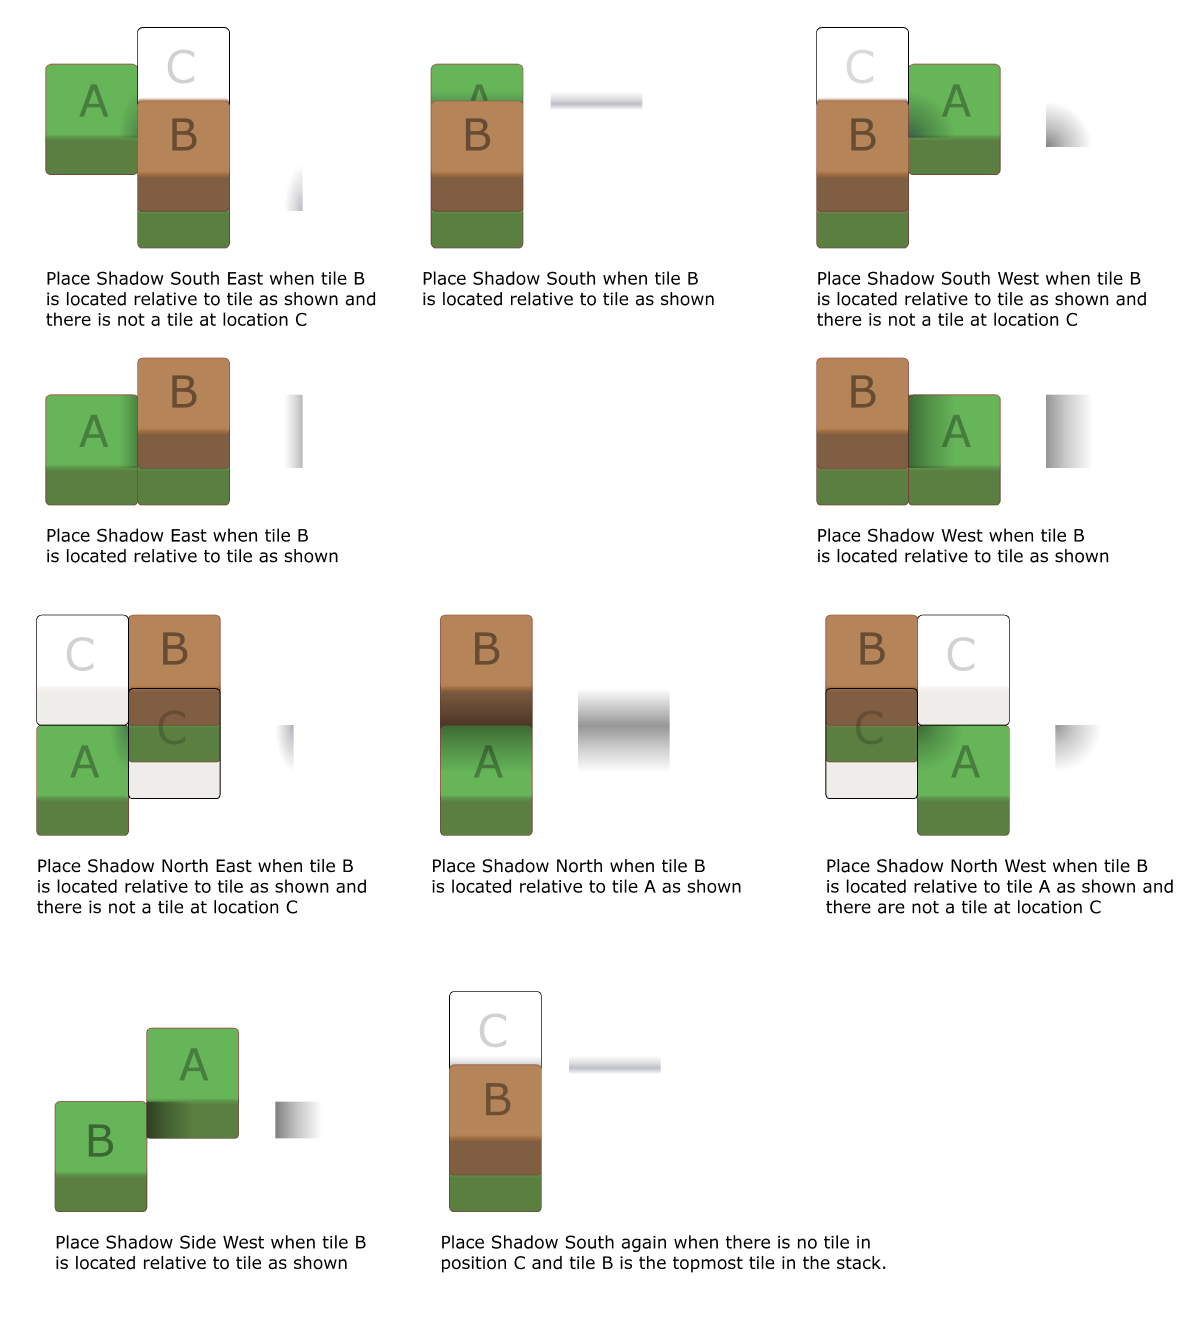 C
A
B
Place Shadow South East when tile B
is located relative to tile as shown and
there is not a tile at location C
A
B
Place Shadow South when tile B
is located relative to tile as shown
C
A
B
Place Shadow South West when tile B
is located relative to tile as shown and
there is not a tile at location C
B
A
Place Shadow East when tile B
is located relative to tile as shown
B
A
Place Shadow West when tile B
is located relative to tile as shown
C
B
C
A
Place Shadow North East when tile B
is located relative to tile as shown and
there is not a tile at location C
B
A
Place Shadow North when tile B
is located relative to tile A as shown
B
C
C
A
Place Shadow North West when tile B
is located relative to tile A as shown and
there are not a tile at location C
A
B
Place Shadow Side West when tile B
is located relative to tile as shown
C
B
Place Shadow South again when there is no tile in
position C and tile B is the topmost tile in the stack.